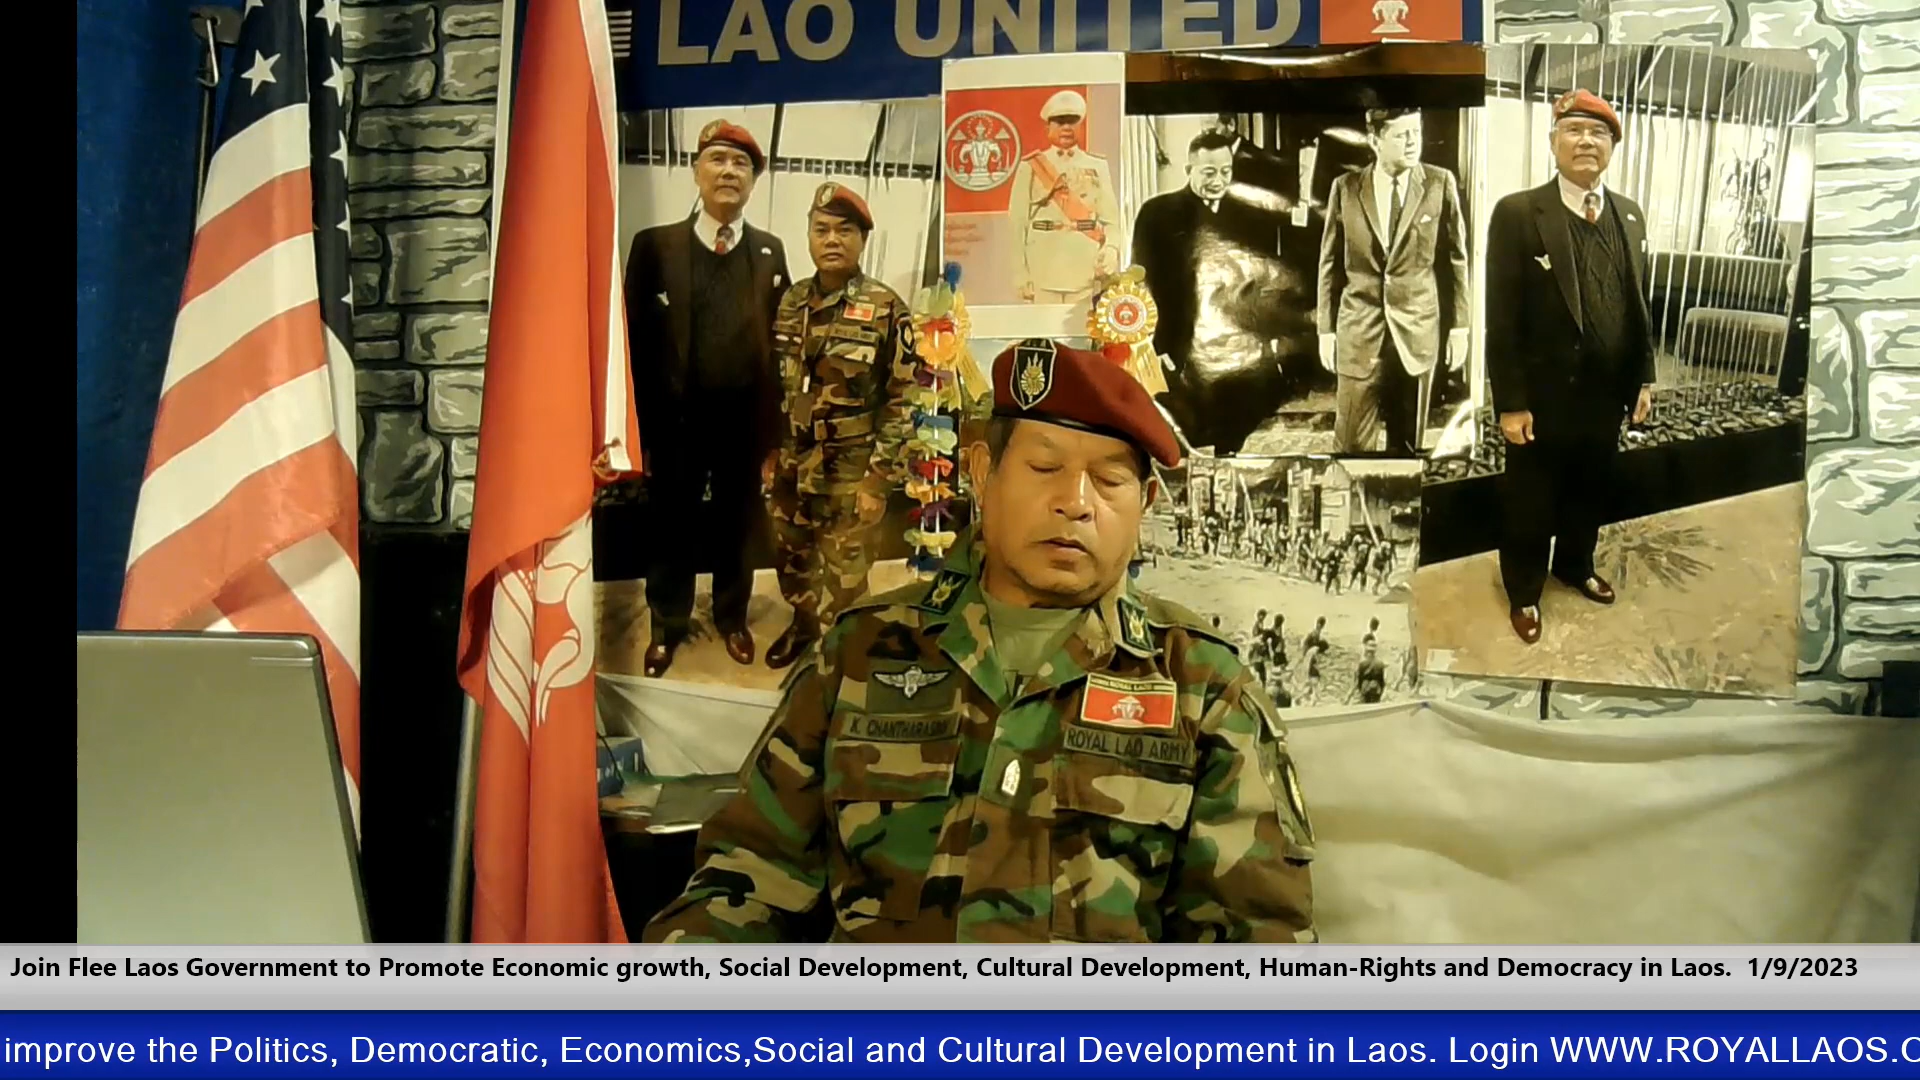 LAO UNITED
K. CHANTHARASY
ROYAL LAO ARMY
Join Flee Laos Government to Promote Economic growth, Social Development, Cultural Development, Human-Rights and Democracy in Laos.  1/9/2023
improve the Politics, Democratic, Economics,Social and Cultural Development in Laos. Login WWW.ROYALLAOS.